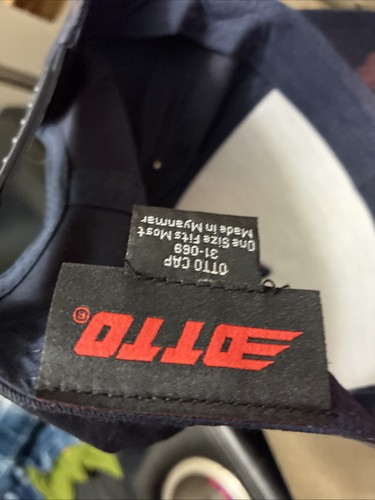 OTTO®
OTTO CAP
31-069
One Size Fits Most
Made in Myanmar